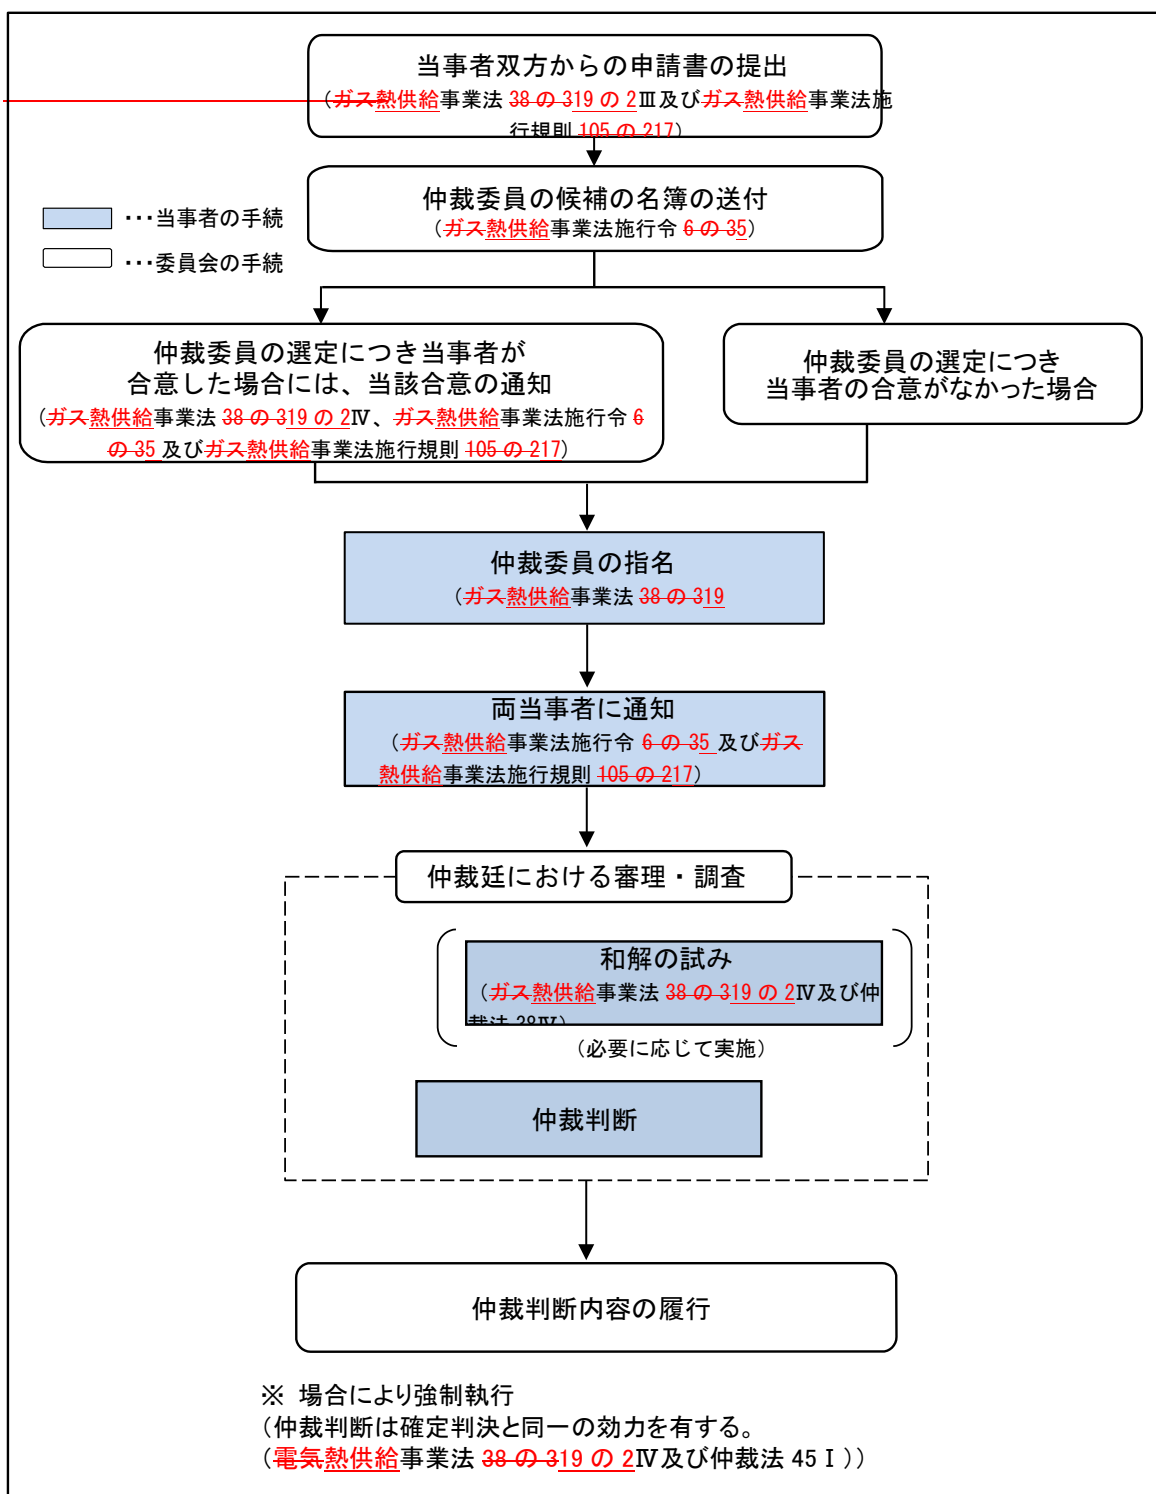 当事者双方からの申請書の提出
（ガス熱供給事業法 38 の 319 の 2Ⅲ及びガス熱供給事業法施
行規則 105 の 217）
仲裁委員の候補の名簿の送付
（ガス熱供給事業法施行令 6 の 35）
･･･当事者の手続
･･･委員会の手続
仲裁委員の選定につき当事者が
合意した場合には、当該合意の通知
（ガス熱供給事業法 38 の 319 の 2Ⅳ、ガス熱供給事業法施行令 6
の 35 及びガス熱供給事業法施行規則 105 の 217）
仲裁委員の選定につき
当事者の合意がなかった場合
仲裁委員の指名
（ガス熱供給事業法 38 の 319
両当事者に通知
（ガス熱供給事業法施行令 6 の 35 及びガス
熱供給事業法施行規則 105 の 217）
仲裁廷における審理・調査
和解の試み
（ガス熱供給事業法 38 の 319 の 2Ⅳ及び仲
裁法 38Ⅳ）
（必要に応じて実施）
仲裁判断
仲裁判断内容の履行
※ 場合により強制執行
（仲裁判断は確定判決と同一の効力を有する。
（電気熱供給事業法 38 の 319 の 2Ⅳ及び仲裁法 45Ⅰ））